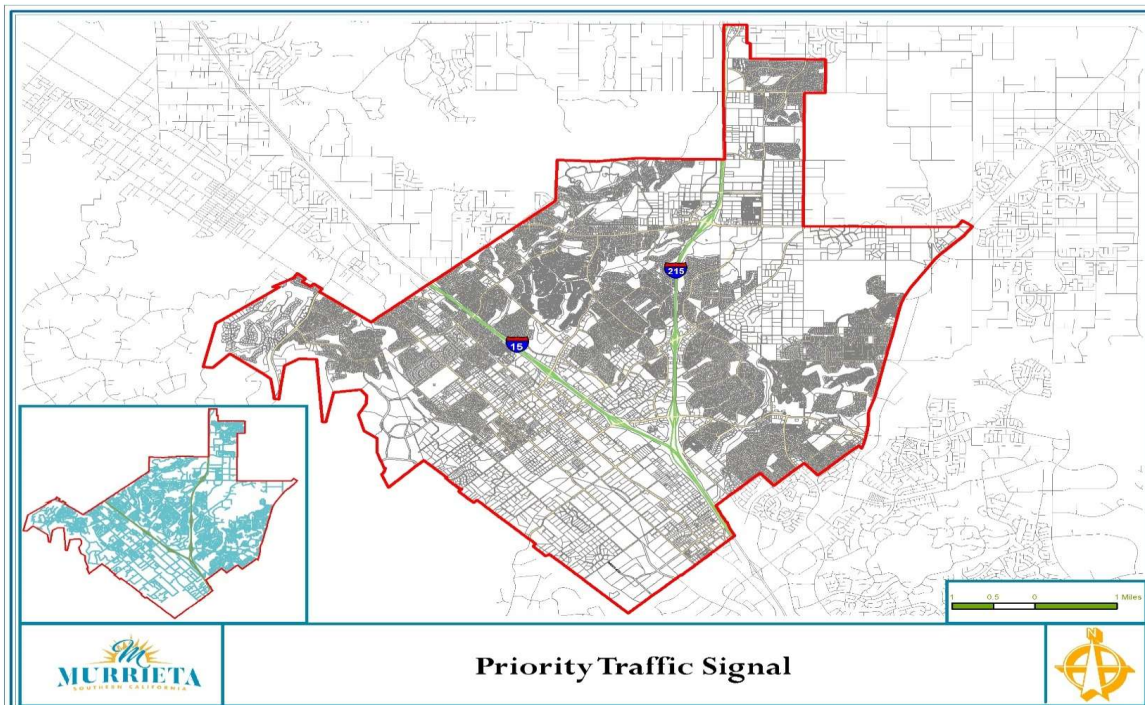 215
15
1 0.5 0 1 Miles
MURRIETA
SOUTHERN CALIFORNIA
Priority Traffic Signal
N